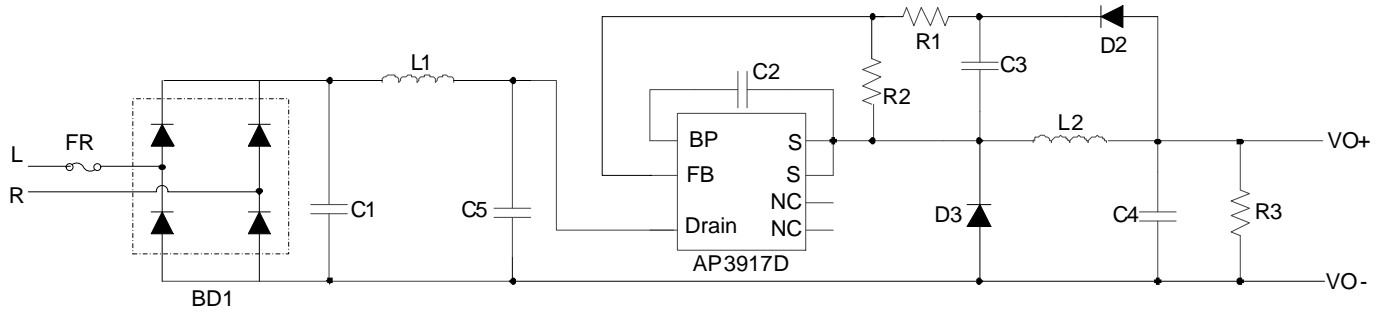 R1
D2
L1
C2
R2
C3
L2
FR
BP
S
VO+
L
FB
S
R
C1
C5
NC
D3
C4
R3
Drain
NC
AP3917D
BD1
VO-